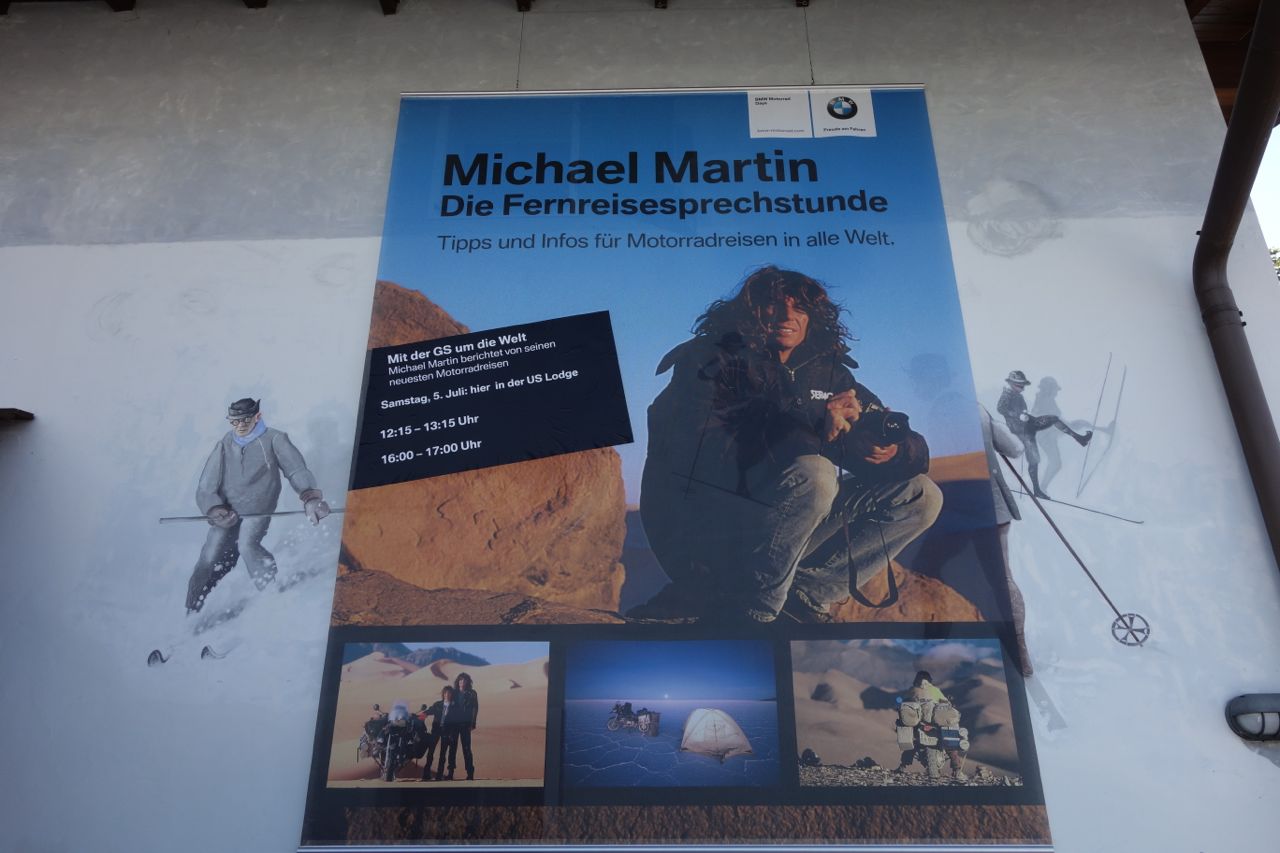 BMW Motorrad
Days
Freude am Fahren
Michael Martin
Die Fernreisesprechstunde
Tipps und Infos für Motorradreisen in alle Welt.
Mit der GS um die Welt
Michael Martin berichtet von seinen
neuesten Motorradreisen
Samstag, 5. Juli: hier in der US Lodge
12:15 – 13:15 Uhr
16:00 – 17:00 Uhr